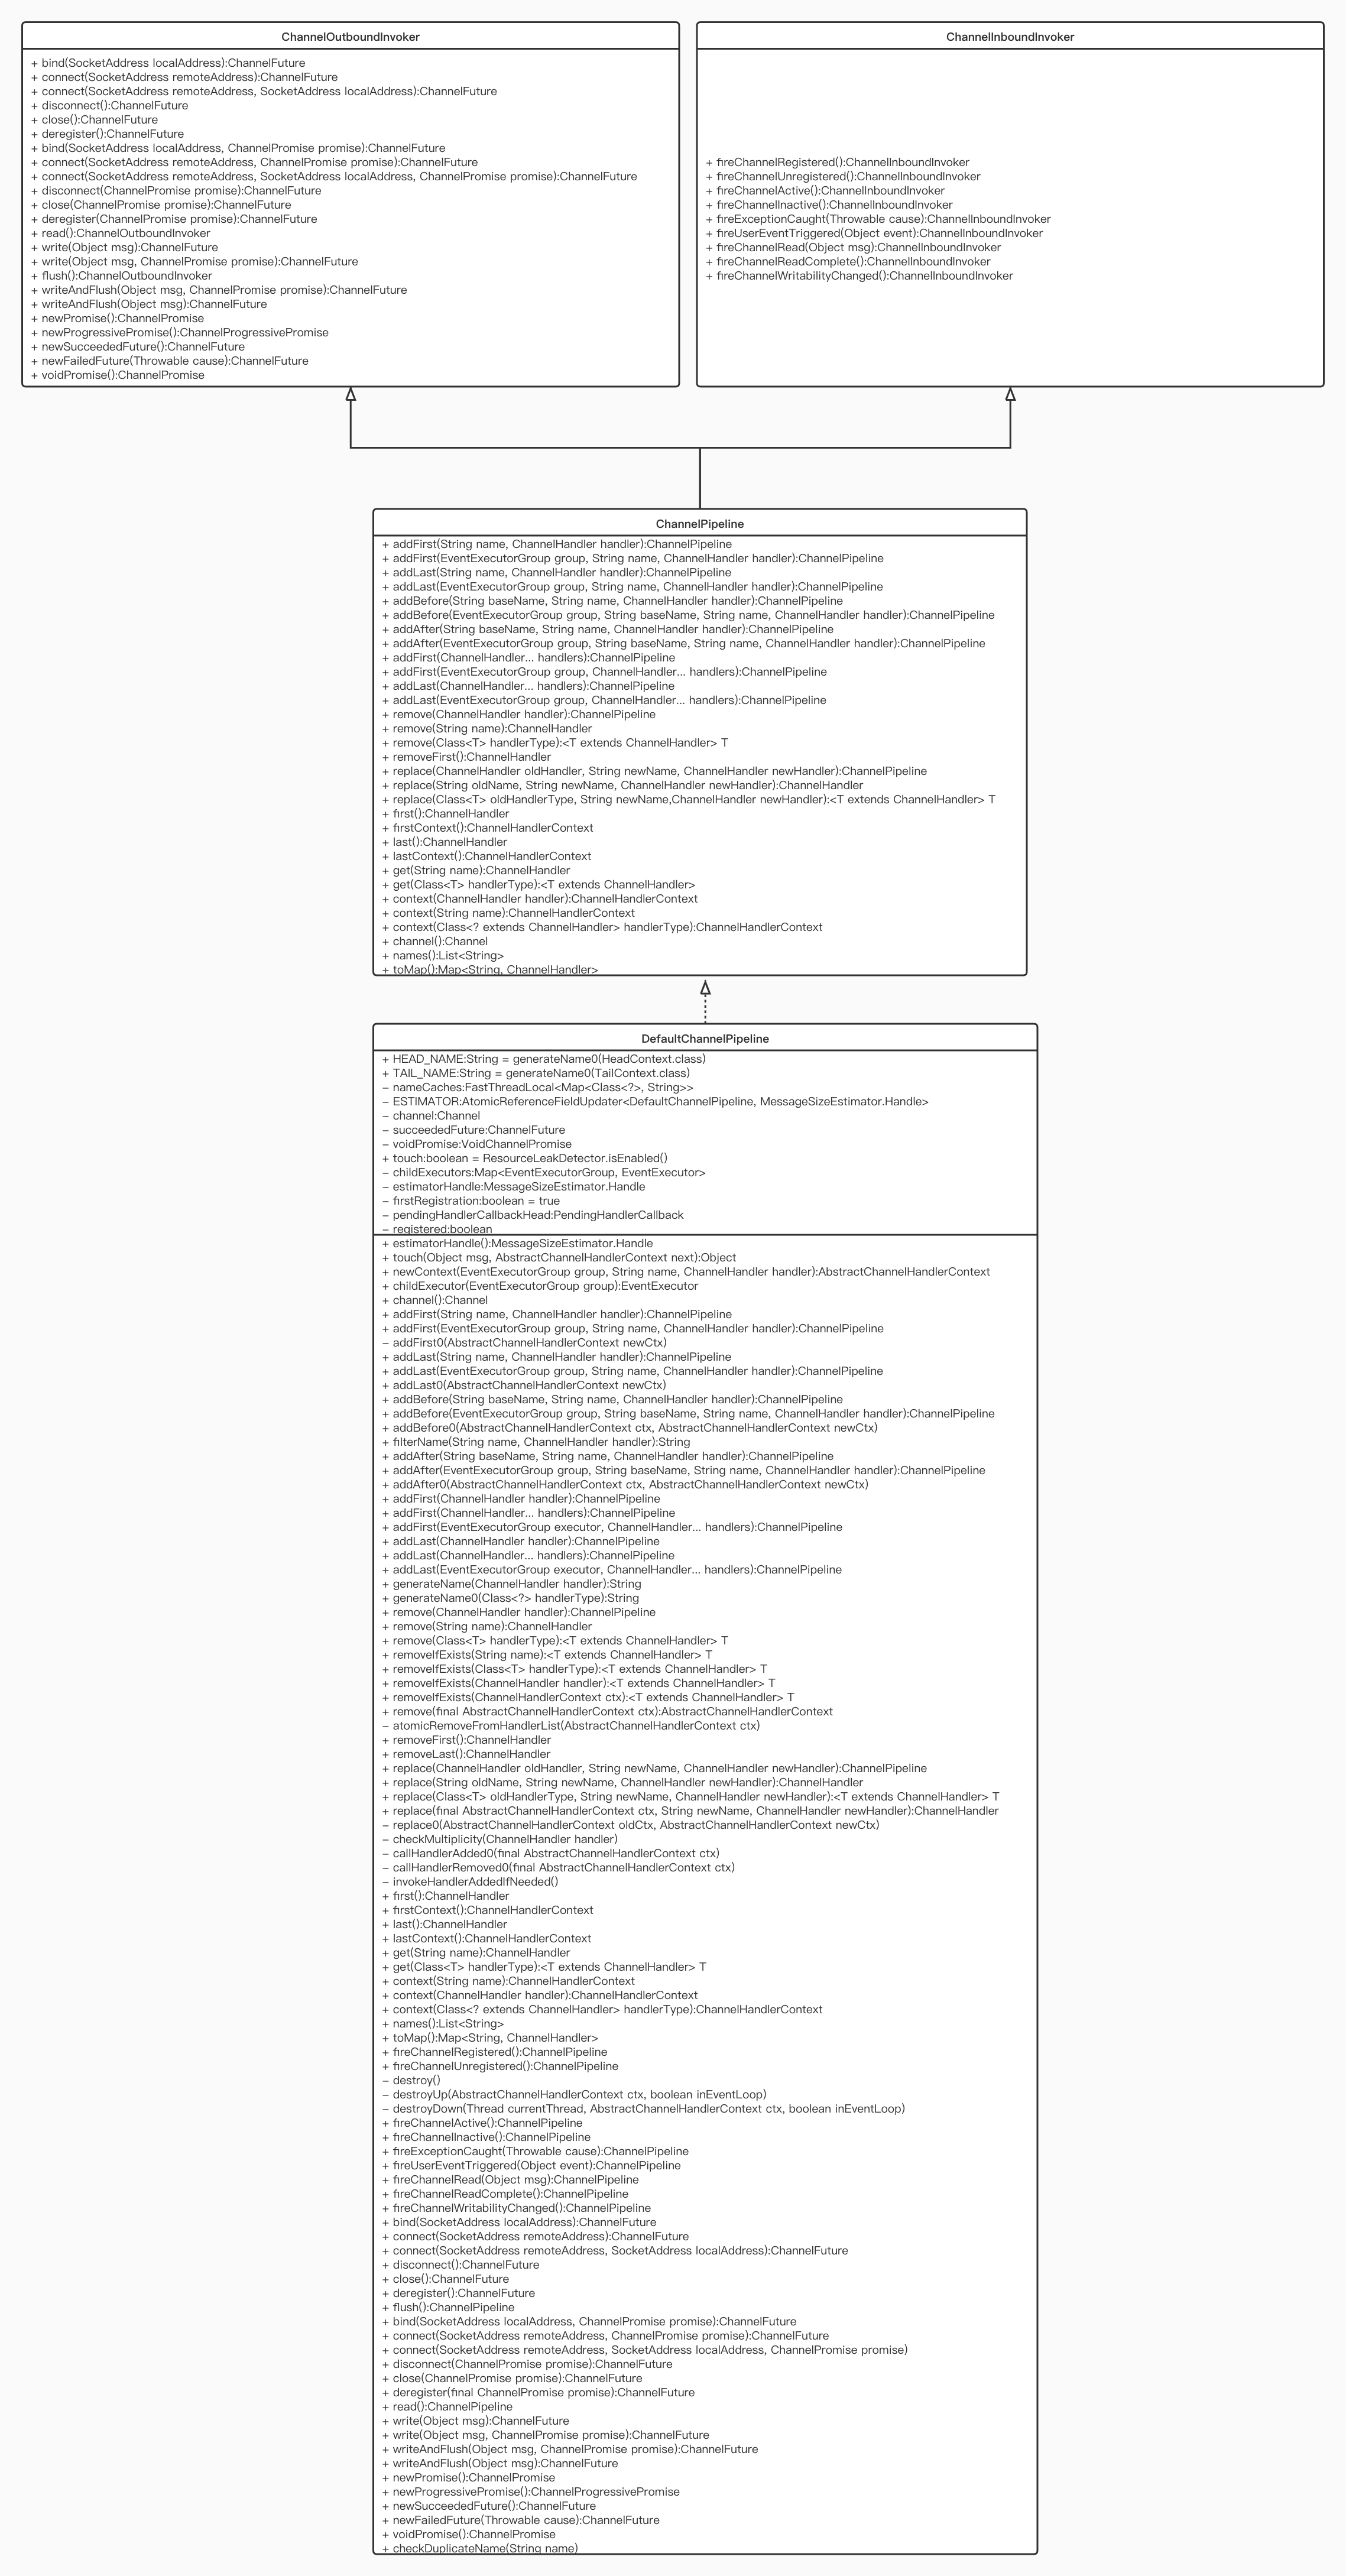 ChannelOutboundInvoker
+ bind(SocketAddress localAddress):ChannelFuture
+ connect(SocketAddress remoteAddress):ChannelFuture
+ connect(SocketAddress remoteAddress, SocketAddress localAddress):ChannelFuture
+ disconnect():ChannelFuture
+ close():ChannelFuture
+ deregister():ChannelFuture
+ bind(SocketAddress localAddress, ChannelPromise promise):ChannelFuture
+ connect(SocketAddress remoteAddress, ChannelPromise promise):ChannelFuture
+ connect(SocketAddress remoteAddress, SocketAddress localAddress, ChannelPromise promise):ChannelFuture
+ disconnect(ChannelPromise promise):ChannelFuture
+ close(ChannelPromise promise):ChannelFuture
+ deregister(ChannelPromise promise):ChannelFuture
+ read():ChannelOutboundInvoker
+ write(Object msg):ChannelFuture
+ write(Object msg, ChannelPromise promise):ChannelFuture
+ flush():ChannelOutboundInvoker
+ writeAndFlush(Object msg, ChannelPromise promise):ChannelFuture
+ writeAndFlush(Object msg):ChannelFuture
+ newPromise():ChannelPromise
+ newProgressivePromise():ChannelProgressivePromise
+ newSucceededFuture():ChannelFuture
+ newFailedFuture(Throwable cause):ChannelFuture
+ voidPromise():ChannelPromise
ChannelInboundInvoker
+ fireChannelRegistered():ChannelInboundInvoker
+ fireChannelUnregistered():ChannelInboundInvoker
+ fireChannelActive():ChannelInboundInvoker
+ fireChannelInactive():ChannelInboundInvoker
+ fireExceptionCaught(Throwable cause):ChannelInboundInvoker
+ fireUserEventTriggered(Object event):ChannelInboundInvoker
+ fireChannelRead(Object msg):ChannelInboundInvoker
+ fireChannelReadComplete():ChannelInboundInvoker
+ fireChannelWritabilityChanged():ChannelInboundInvoker
ChannelPipeline
+ addFirst(String name, ChannelHandler handler):ChannelPipeline
+ addFirst(EventExecutorGroup group, String name, ChannelHandler handler):ChannelPipeline
+ addLast(String name, ChannelHandler handler):ChannelPipeline
+ addLast(EventExecutorGroup group, String name, ChannelHandler handler):ChannelPipeline
+ addBefore(String baseName, String name, ChannelHandler handler):ChannelPipeline
+ addBefore(EventExecutorGroup group, String baseName, String name, ChannelHandler handler):ChannelPipeline
+ addAfter(String baseName, String name, ChannelHandler handler):ChannelPipeline
+ addAfter(EventExecutorGroup group, String baseName, String name, ChannelHandler handler):ChannelPipeline
+ addFirst(ChannelHandler... handlers):ChannelPipeline
+ addFirst(EventExecutorGroup group, ChannelHandler... handlers):ChannelPipeline
+ addLast(ChannelHandler... handlers):ChannelPipeline
+ addLast(EventExecutorGroup group, ChannelHandler... handlers):ChannelPipeline
+ remove(ChannelHandler handler):ChannelPipeline
+ remove(String name):ChannelHandler
+ remove(Class<T> handlerType):<T extends ChannelHandler> T
+ removeFirst():ChannelHandler
+ replace(ChannelHandler oldHandler, String newName, ChannelHandler newHandler):ChannelPipeline
+ replace(String oldName, String newName, ChannelHandler newHandler):ChannelHandler
+ replace(Class<T> oldHandlerType, String newName,ChannelHandler newHandler):<T extends ChannelHandler> T
+ first():ChannelHandler
+ firstContext():ChannelHandlerContext
+ last():ChannelHandler
+ lastContext():ChannelHandlerContext
+ get(String name):ChannelHandler
+ get(Class<T> handlerType):<T extends ChannelHandler>
+ context(ChannelHandler handler):ChannelHandlerContext
+ context(String name):ChannelHandlerContext
+ context(Class<? extends ChannelHandler> handlerType):ChannelHandlerContext
+ channel():Channel
+ names():List<String>
+ toMap():Map<String, ChannelHandler>
DefaultChannelPipeline
+ HEAD_NAME:String = generateName0(HeadContext.class)
+ TAIL_NAME:String = generateName0(TailContext.class)
– nameCaches:FastThreadLocal<Map<Class<?>, String>>
– ESTIMATOR:AtomicReferenceFieldUpdater<DefaultChannelPipeline, MessageSizeEstimator.Handle>
– channel:Channel
– succeededFuture:ChannelFuture
– voidPromise:VoidChannelPromise
+ touch:boolean = ResourceLeakDetector.isEnabled()
– childExecutors:Map<EventExecutorGroup, EventExecutor>
– estimatorHandle:MessageSizeEstimator.Handle
– firstRegistration:boolean = true
– pendingHandlerCallbackHead:PendingHandlerCallback
– registered:boolean
+ estimatorHandle():MessageSizeEstimator.Handle
+ touch(Object msg, AbstractChannelHandlerContext next):Object
+ newContext(EventExecutorGroup group, String name, ChannelHandler handler):AbstractChannelHandlerContext
+ childExecutor(EventExecutorGroup group):EventExecutor
+ channel():Channel
+ addFirst(String name, ChannelHandler handler):ChannelPipeline
+ addFirst(EventExecutorGroup group, String name, ChannelHandler handler):ChannelPipeline
– addFirst0(AbstractChannelHandlerContext newCtx)
+ addLast(String name, ChannelHandler handler):ChannelPipeline
+ addLast(EventExecutorGroup group, String name, ChannelHandler handler):ChannelPipeline
+ addLast0(AbstractChannelHandlerContext newCtx)
+ addBefore(String baseName, String name, ChannelHandler handler):ChannelPipeline
+ addBefore(EventExecutorGroup group, String baseName, String name, ChannelHandler handler):ChannelPipeline
+ addBefore0(AbstractChannelHandlerContext ctx, AbstractChannelHandlerContext newCtx)
+ filterName(String name, ChannelHandler handler):String
+ addAfter(String baseName, String name, ChannelHandler handler):ChannelPipeline
+ addAfter(EventExecutorGroup group, String baseName, String name, ChannelHandler handler):ChannelPipeline
+ addAfter0(AbstractChannelHandlerContext ctx, AbstractChannelHandlerContext newCtx)
+ addFirst(ChannelHandler handler):ChannelPipeline
+ addFirst(ChannelHandler... handlers):ChannelPipeline
+ addFirst(EventExecutorGroup executor, ChannelHandler... handlers):ChannelPipeline
+ addLast(ChannelHandler handler):ChannelPipeline
+ addLast(ChannelHandler... handlers):ChannelPipeline
+ addLast(EventExecutorGroup executor, ChannelHandler... handlers):ChannelPipeline
+ generateName(ChannelHandler handler):String
+ generateName0(Class<?> handlerType):String
+ remove(ChannelHandler handler):ChannelPipeline
+ remove(String name):ChannelHandler
+ remove(Class<T> handlerType):<T extends ChannelHandler> T
+ removeIfExists(String name):<T extends ChannelHandler> T
+ removeIfExists(Class<T> handlerType):<T extends ChannelHandler> T
+ removeIfExists(ChannelHandler handler):<T extends ChannelHandler> T
+ removeIfExists(ChannelHandlerContext ctx):<T extends ChannelHandler> T
+ remove(final AbstractChannelHandlerContext ctx):AbstractChannelHandlerContext
– atomicRemoveFromHandlerList(AbstractChannelHandlerContext ctx)
+ removeFirst():ChannelHandler
+ removeLast():ChannelHandler
+ replace(ChannelHandler oldHandler, String newName, ChannelHandler newHandler):ChannelPipeline
+ replace(String oldName, String newName, ChannelHandler newHandler):ChannelHandler
+ replace(Class<T> oldHandlerType, String newName, ChannelHandler newHandler):<T extends ChannelHandler> T
+ replace(final AbstractChannelHandlerContext ctx, String newName, ChannelHandler newHandler):ChannelHandler
– replace0(AbstractChannelHandlerContext oldCtx, AbstractChannelHandlerContext newCtx)
– checkMultiplicity(ChannelHandler handler)
– callHandlerAdded0(final AbstractChannelHandlerContext ctx)
– callHandlerRemoved0(final AbstractChannelHandlerContext ctx)
– invokeHandlerAddedIfNeeded()
+ first():ChannelHandler
+ firstContext():ChannelHandlerContext
+ last():ChannelHandler
+ lastContext():ChannelHandlerContext
+ get(String name):ChannelHandler
+ get(Class<T> handlerType):<T extends ChannelHandler> T
+ context(String name):ChannelHandlerContext
+ context(ChannelHandler handler):ChannelHandlerContext
+ context(Class<? extends ChannelHandler> handlerType):ChannelHandlerContext
+ names():List<String>
+ toMap():Map<String, ChannelHandler>
+ fireChannelRegistered():ChannelPipeline
+ fireChannelUnregistered():ChannelPipeline
– destroy()
– destroyUp(AbstractChannelHandlerContext ctx, boolean inEventLoop)
– destroyDown(Thread currentThread, AbstractChannelHandlerContext ctx, boolean inEventLoop)
+ fireChannelActive():ChannelPipeline
+ fireChannelInactive():ChannelPipeline
+ fireExceptionCaught(Throwable cause):ChannelPipeline
+ fireUserEventTriggered(Object event):ChannelPipeline
+ fireChannelRead(Object msg):ChannelPipeline
+ fireChannelReadComplete():ChannelPipeline
+ fireChannelWritabilityChanged():ChannelPipeline
+ bind(SocketAddress localAddress):ChannelFuture
+ connect(SocketAddress remoteAddress):ChannelFuture
+ connect(SocketAddress remoteAddress, SocketAddress localAddress):ChannelFuture
+ disconnect():ChannelFuture
+ close():ChannelFuture
+ deregister():ChannelFuture
+ flush():ChannelPipeline
+ bind(SocketAddress localAddress, ChannelPromise promise):ChannelFuture
+ connect(SocketAddress remoteAddress, ChannelPromise promise):ChannelFuture
+ connect(SocketAddress remoteAddress, SocketAddress localAddress, ChannelPromise promise)
+ disconnect(ChannelPromise promise):ChannelFuture
+ close(ChannelPromise promise):ChannelFuture
+ deregister(final ChannelPromise promise):ChannelFuture
+ read():ChannelPipeline
+ write(Object msg):ChannelFuture
+ write(Object msg, ChannelPromise promise):ChannelFuture
+ writeAndFlush(Object msg, ChannelPromise promise):ChannelFuture
+ writeAndFlush(Object msg):ChannelFuture
+ newPromise():ChannelPromise
+ newProgressivePromise():ChannelProgressivePromise
+ newSucceededFuture():ChannelFuture
+ newFailedFuture(Throwable cause):ChannelFuture
+ voidPromise():ChannelPromise
+ checkDuplicateName(String name)